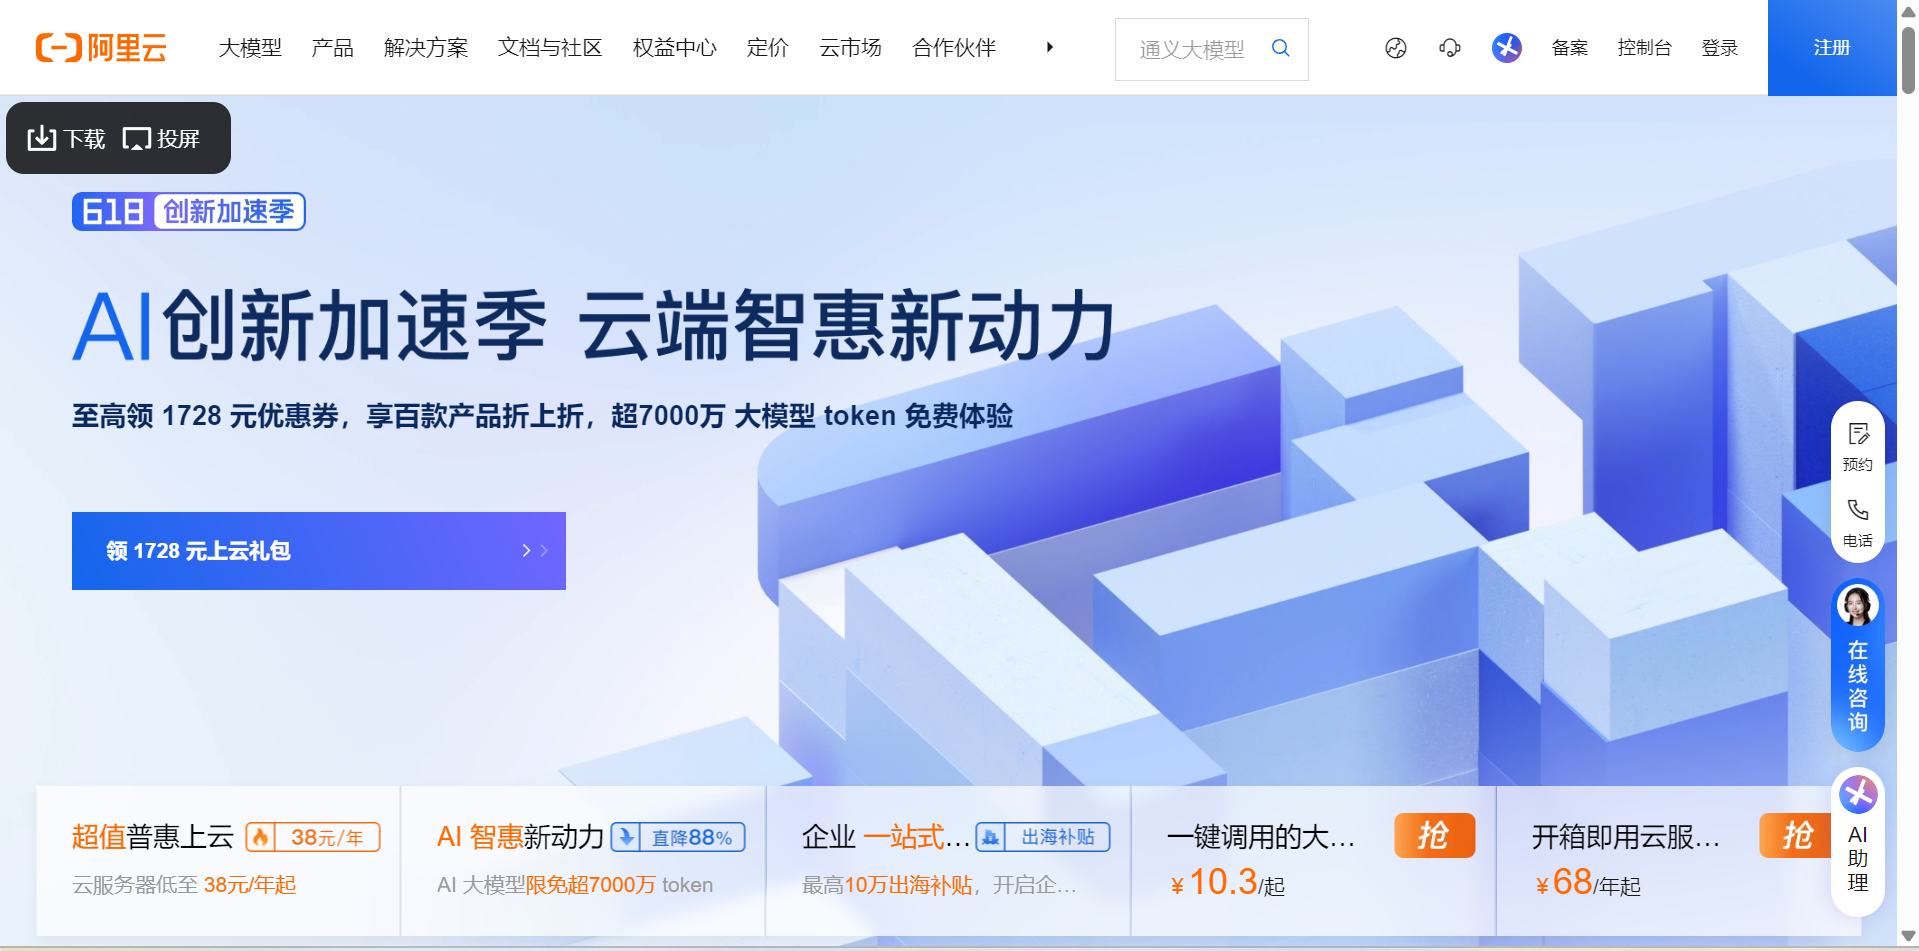 阿里云
大模型 产品 解决方案 文档与社区 权益中心 定价 云市场 合作伙伴
通义大模型
备案 控制台 登录 注册
下载 投屏
618 创新加速季
AI创新加速季 云端智惠新动力
至高领 1728 元优惠券，享百款产品折上折，超7000万 大模型 token 免费体验
领 1728 元上云礼包
预约
电话
在线咨询
AI助理
超值普惠上云 38元/年
云服务器低至 38元/年起
AI 智惠新动力 直降88%
AI 大模型限免超7000万 token
企业 一站式… 出海补贴
最高10万出海补贴，开启企…
一键调用的大… 抢
¥10.3/起
开箱即用云服… 抢
¥68/年起